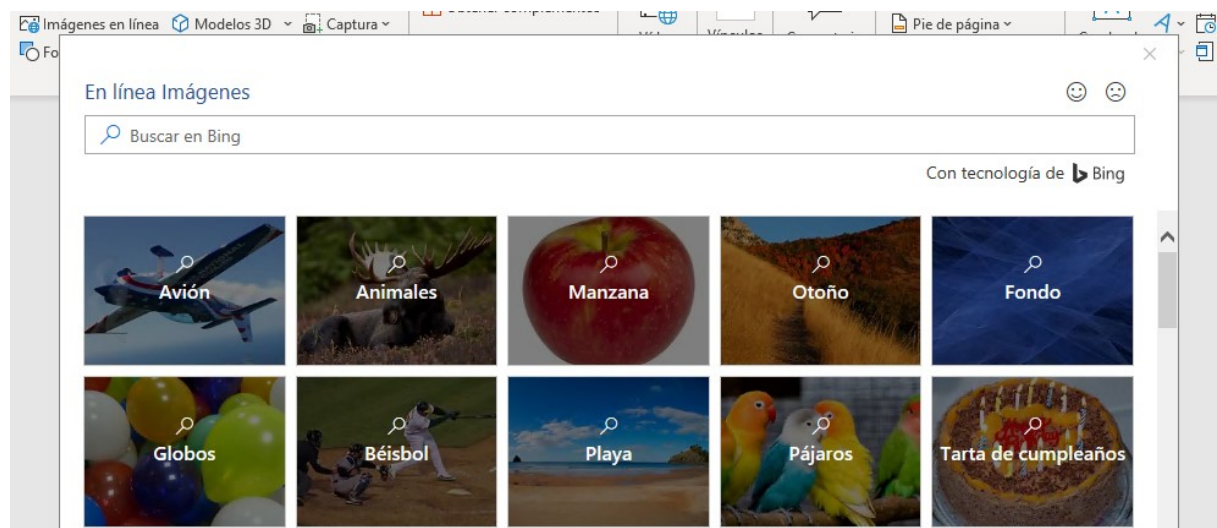 Imágenes en línea Modelos 3D Captura Pie de página
Fo
En línea Imágenes
Buscar en Bing
Con tecnología de Bing
Avión Animales Manzana Otoño Fondo
Globos Béisbol Playa Pájaros Tarta de cumpleaños